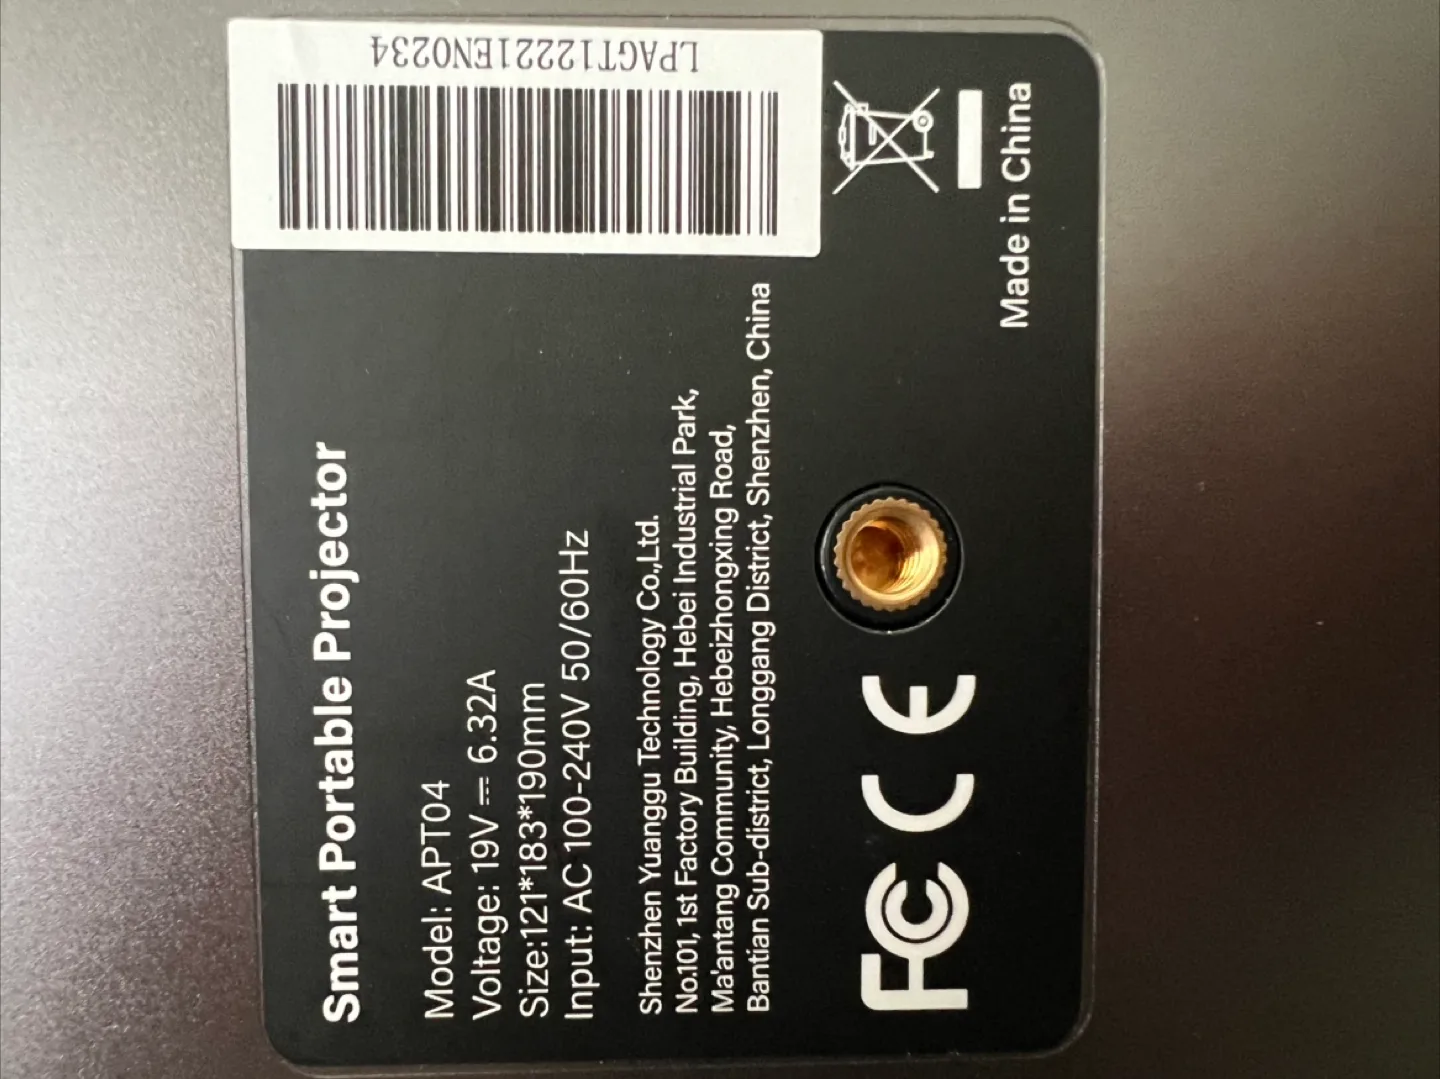 LPAGT12221EN0234
Smart Portable Projector
Model: APT04
Voltage: 19V⎓ 6.32A
Size:121*183*190mm
Input: AC 100-240V 50/60Hz
Shenzhen Yuanggu Technology Co.,Ltd.
No.101, 1st Factory Building, Hebei Industrial Park,
Ma'antang Community, Hebeizhongxing Road,
Bantian Sub-district, Longgang District, Shenzhen, China
FC CE
Made in China